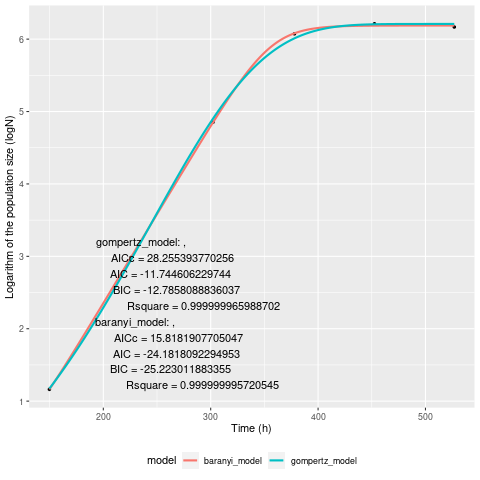 6
5
4
3
2
1
Logarithm of the population size (logN)
gompertz_model: ,
AICc = 28.255393770256
AIC = -11.744606229744
BIC = -12.7858088836037
Rsquare = 0.999999965988702
baranyi_model: ,
AICc = 15.8181907705047
AIC = -24.1818092294953
BIC = -25.223011883355
Rsquare = 0.999999995720545
200 300 400 500
Time (h)
model baranyi_model gompertz_model